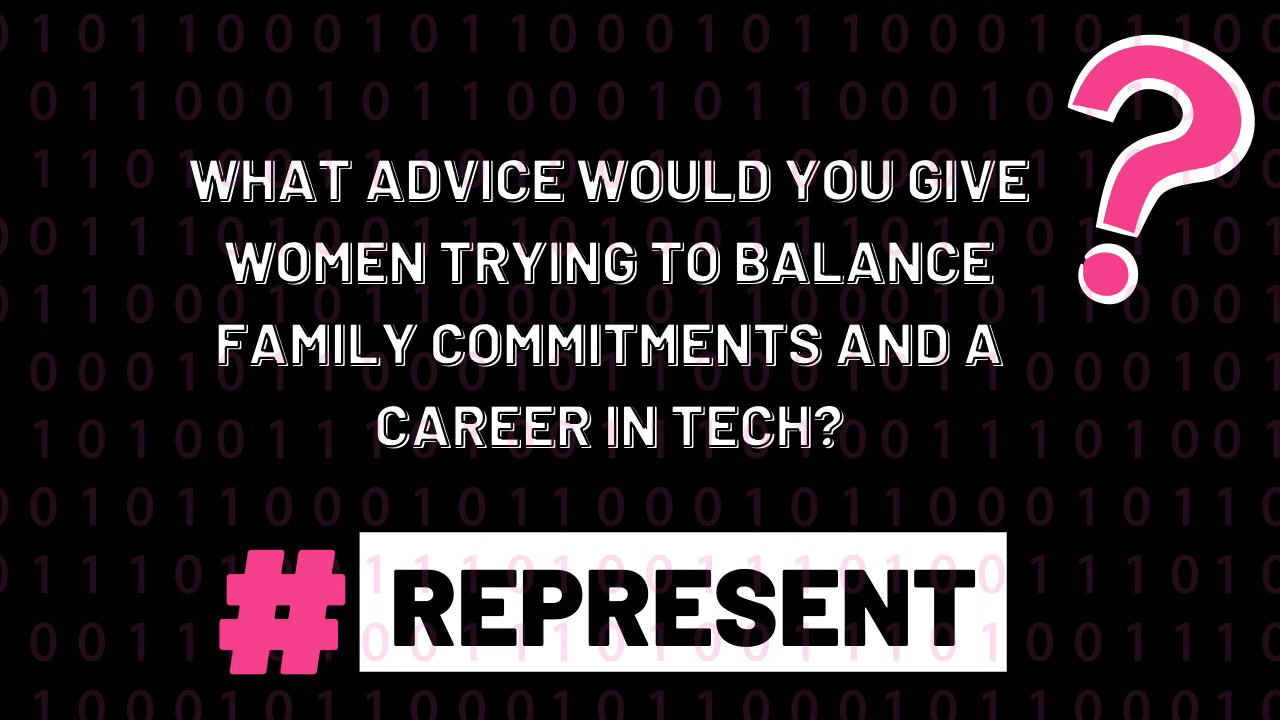 WHAT ADVICE WOULD YOU GIVE
WOMEN TRYING TO BALANCE
FAMILY COMMITMENTS AND A
CAREER IN TECH?
#REPRESENT